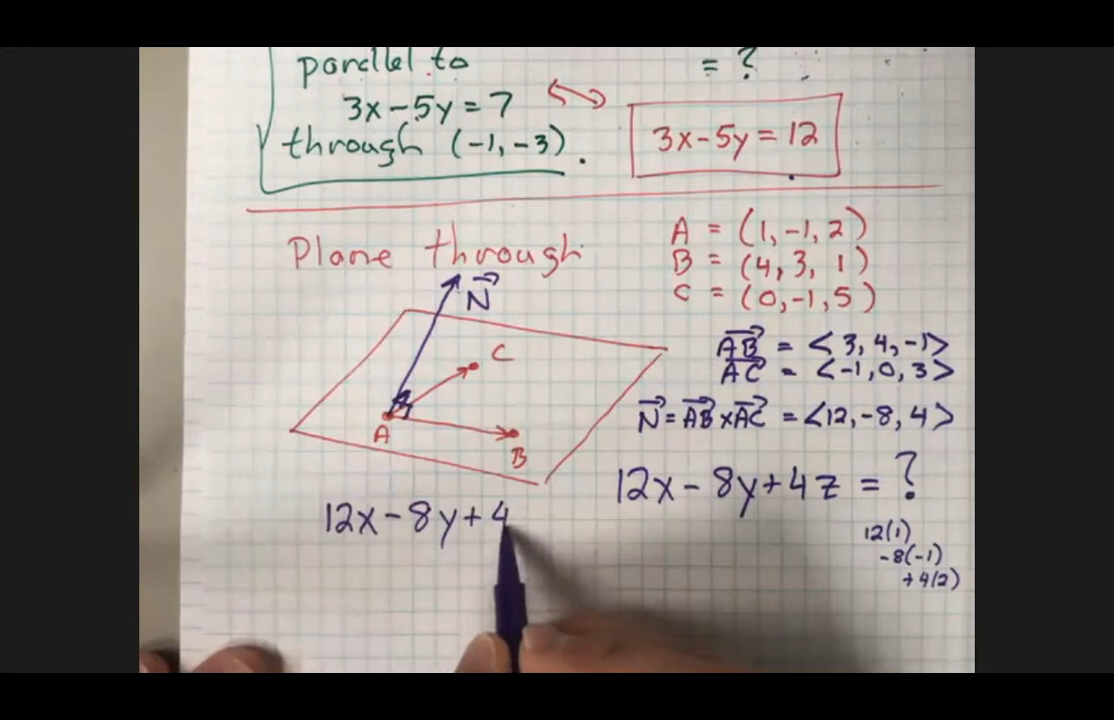 parallel to
= ?
3x - 5y = 7
through (-1, -3).
3x - 5y = 12
Plane through
A = (1, -1, 2)
B = (4, 3, 1)
C = (0, -1, 5)
N
C
A
B
AB = <3, 4, -1>
AC = <-1, 0, 3>
N = AB x AC = <12, -8, 4>
12x - 8y + 4z = ?
12(1)
-8(-1)
+4(2)
12x - 8y + 4